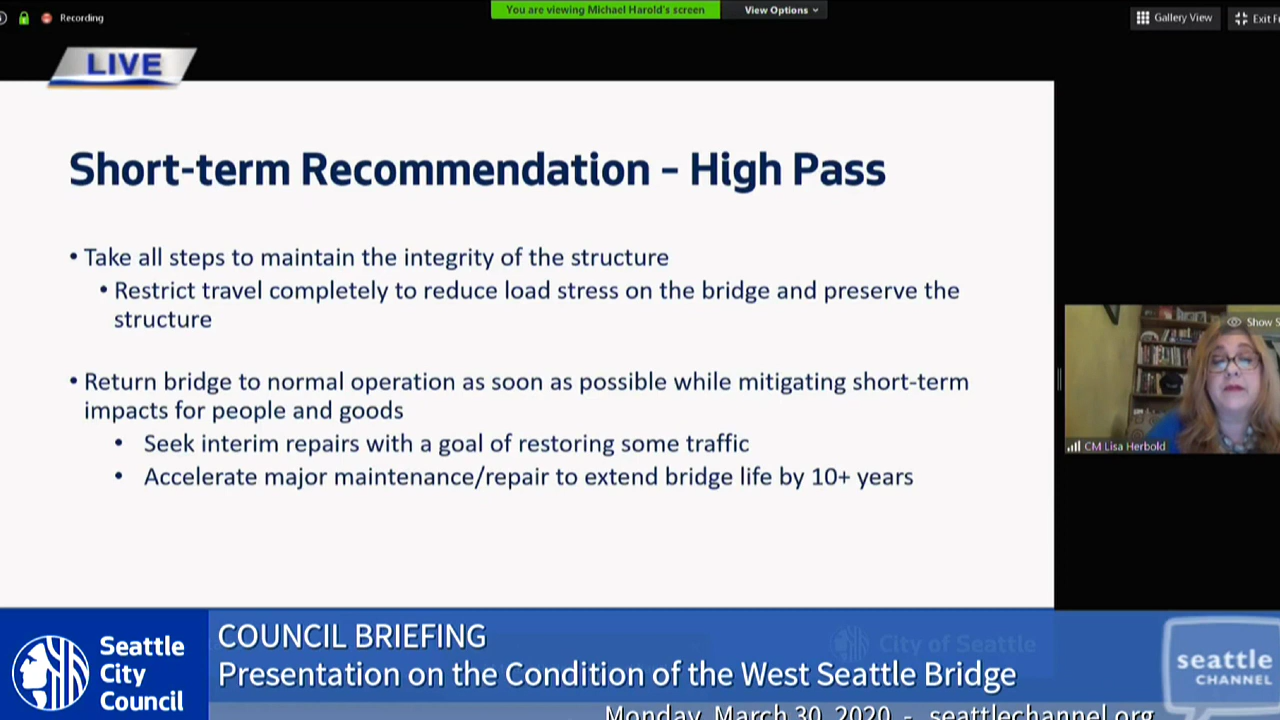 Recording
You are viewing Michael Harold's screen
View Options
Gallery View
Exit F
LIVE
Short-term Recommendation – High Pass
• Take all steps to maintain the integrity of the structure
• Restrict travel completely to reduce load stress on the bridge and preserve the
structure
• Return bridge to normal operation as soon as possible while mitigating short-term
impacts for people and goods
• Seek interim repairs with a goal of restoring some traffic
• Accelerate major maintenance/repair to extend bridge life by 10+ years
Show S
CM Lisa Herbold
Seattle
City
Council
COUNCIL BRIEFING
Presentation on the Condition of the West Seattle Bridge
City of Seattle
seattle
CHANNEL
Monday, March 30, 2020 - seattlechannel.org